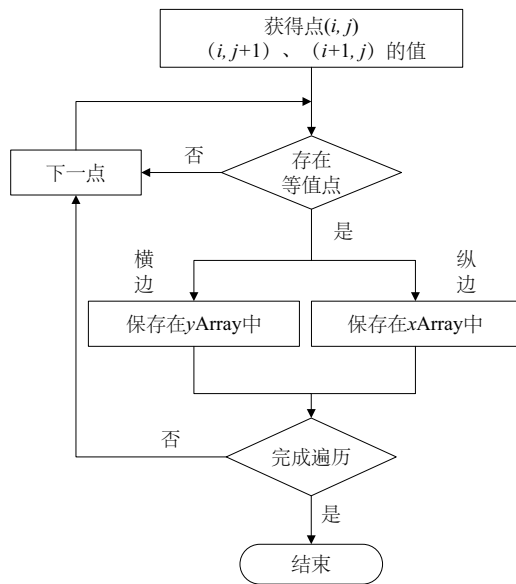 获得点(i, j)
（i, j+1）、（i+1, j）的值
否
下一点
存在
等值点
是
横
边
纵
边
保存在yArray中
保存在xArray中
否
完成遍历
是
结束